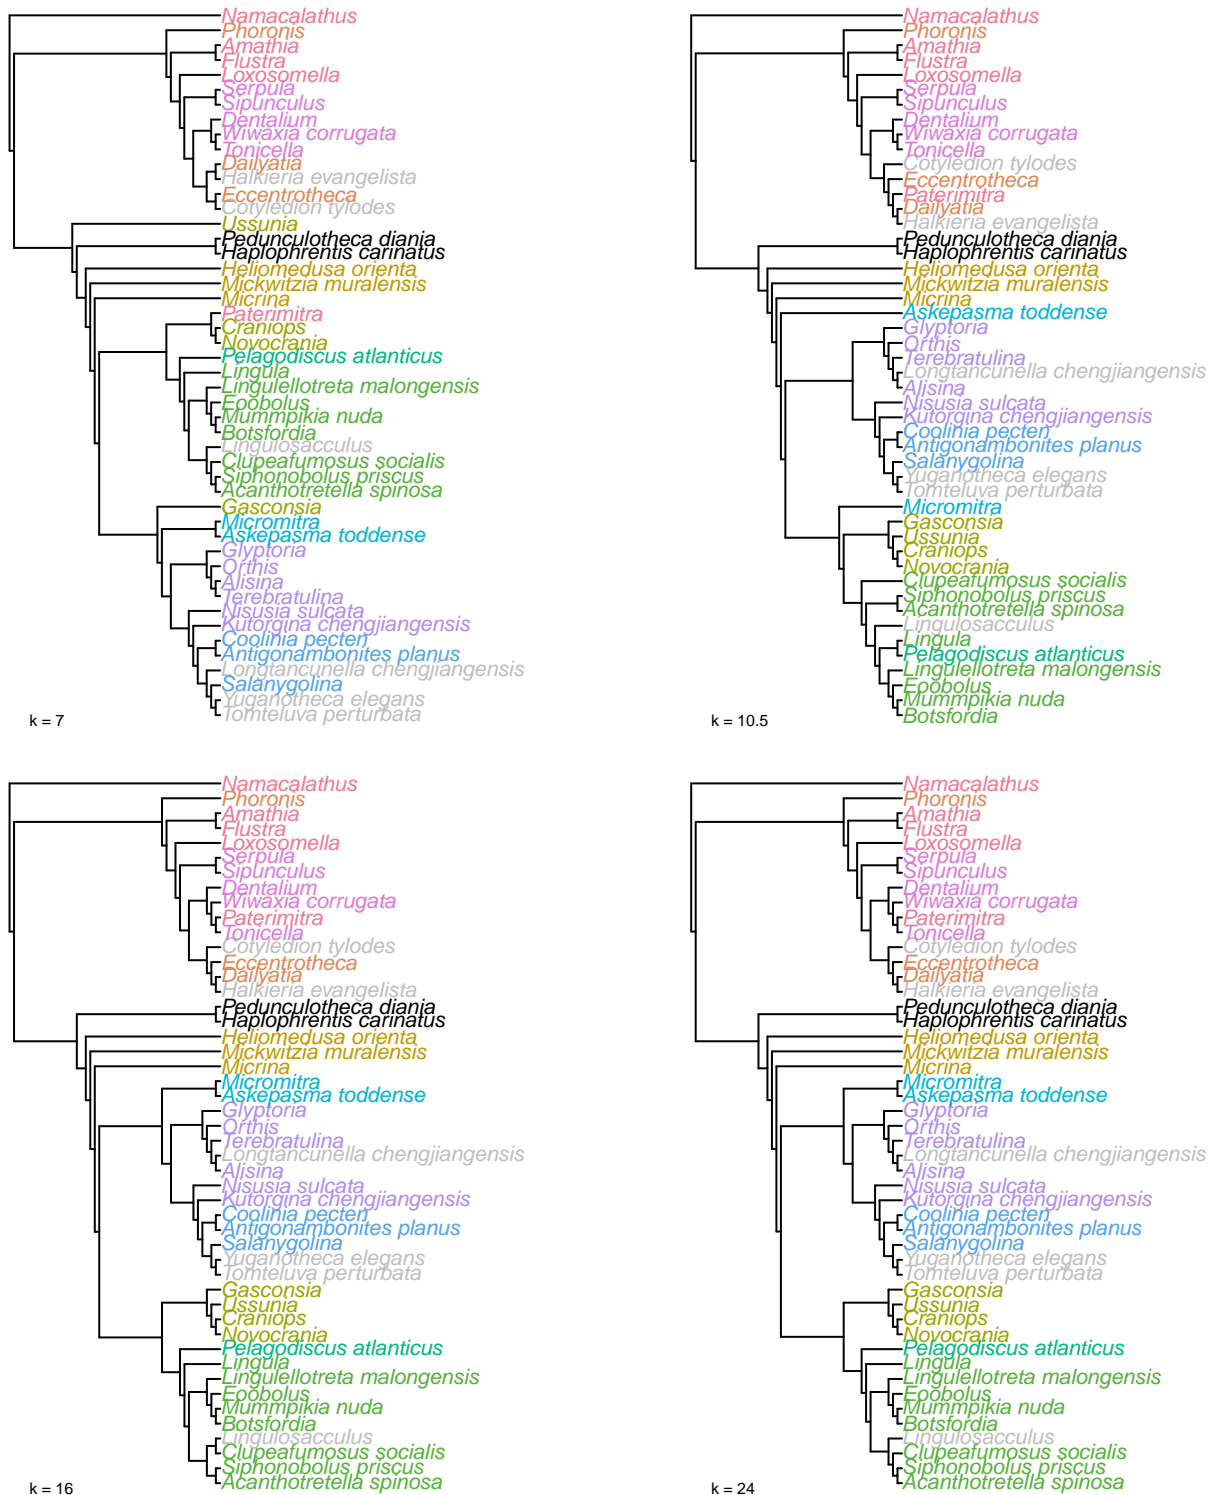 Namacalathus
Phoronis
Amathia
Flustra
Loxosomella
Serpula
Sipunculus
Dentalium
Wiwaxia corrugata
Tonicella
Dailyatia
Halkieria evangelista
Eccentrotheca
Cotyledion tylodes
Ussunia
Pedunculotheca diania
Haplophrentis carinatus
Heliomedusa orienta
Mickwitzia muralensis
Micrina
Paterimitra
Craniops
Novocrania
Pelagodiscus atlanticus
Lingula
Lingulellotreta malongensis
Eoobolus
Mummpikia nuda
Botsfordia
Lingulosacculus
Clupeafumosus socialis
Siphonobolus priscus
Acanthotretella spinosa
Gasconsia
Micromitra
Askepasma toddense
Glyptoria
Orthis
Alisina
Terebratulina
Nisusia sulcata
Kutorgina chengjiangensis
Coolinia pecten
Antigonambonites planus
Longtancunella chengjiangensis
Salanygolina
Yuganotheca elegans
Tomteluva perturbata
k = 7
Namacalathus
Phoronis
Amathia
Flustra
Loxosomella
Serpula
Sipunculus
Dentalium
Wiwaxia corrugata
Tonicella
Cotyledion tylodes
Eccentrotheca
Paterimitra
Dailyatia
Halkieria evangelista
Pedunculotheca diania
Haplophrentis carinatus
Heliomedusa orienta
Mickwitzia muralensis
Micrina
Askepasma toddense
Glyptoria
Orthis
Terebratulina
Longtancunella chengjiangensis
Alisina
Nisusia sulcata
Kutorgina chengjiangensis
Coolinia pecten
Antigonambonites planus
Salanygolina
Yuganotheca elegans
Tomteluva perturbata
Micromitra
Gasconsia
Ussunia
Craniops
Novocrania
Clupeafumosus socialis
Siphonobolus priscus
Acanthotretella spinosa
Lingulosacculus
Lingula
Pelagodiscus atlanticus
Lingulellotreta malongensis
Eoobolus
Mummpikia nuda
Botsfordia
k = 10.5
Namacalathus
Phoronis
Amathia
Flustra
Loxosomella
Serpula
Sipunculus
Dentalium
Wiwaxia corrugata
Paterimitra
Tonicella
Cotyledion tylodes
Eccentrotheca
Dailyatia
Halkieria evangelista
Pedunculotheca diania
Haplophrentis carinatus
Heliomedusa orienta
Mickwitzia muralensis
Micrina
Micromitra
Askepasma toddense
Glyptoria
Orthis
Terebratulina
Longtancunella chengjiangensis
Alisina
Nisusia sulcata
Kutorgina chengjiangensis
Coolinia pecten
Antigonambonites planus
Salanygolina
Yuganotheca elegans
Tomteluva perturbata
Gasconsia
Ussunia
Craniops
Novocrania
Pelagodiscus atlanticus
Lingula
Lingulellotreta malongensis
Eoobolus
Mummpikia nuda
Botsfordia
Lingulosacculus
Clupeafumosus socialis
Siphonobolus priscus
Acanthotretella spinosa
k = 16
Namacalathus
Phoronis
Amathia
Flustra
Loxosomella
Serpula
Sipunculus
Dentalium
Wiwaxia corrugata
Paterimitra
Tonicella
Cotyledion tylodes
Eccentrotheca
Dailyatia
Halkieria evangelista
Pedunculotheca diania
Haplophrentis carinatus
Heliomedusa orienta
Mickwitzia muralensis
Micrina
Micromitra
Askepasma toddense
Glyptoria
Orthis
Terebratulina
Longtancunella chengjiangensis
Alisina
Nisusia sulcata
Kutorgina chengjiangensis
Coolinia pecten
Antigonambonites planus
Salanygolina
Yuganotheca elegans
Tomteluva perturbata
Gasconsia
Ussunia
Craniops
Novocrania
Pelagodiscus atlanticus
Lingula
Lingulellotreta malongensis
Eoobolus
Mummpikia nuda
Botsfordia
Lingulosacculus
Clupeafumosus socialis
Siphonobolus priscus
Acanthotretella spinosa
k = 24